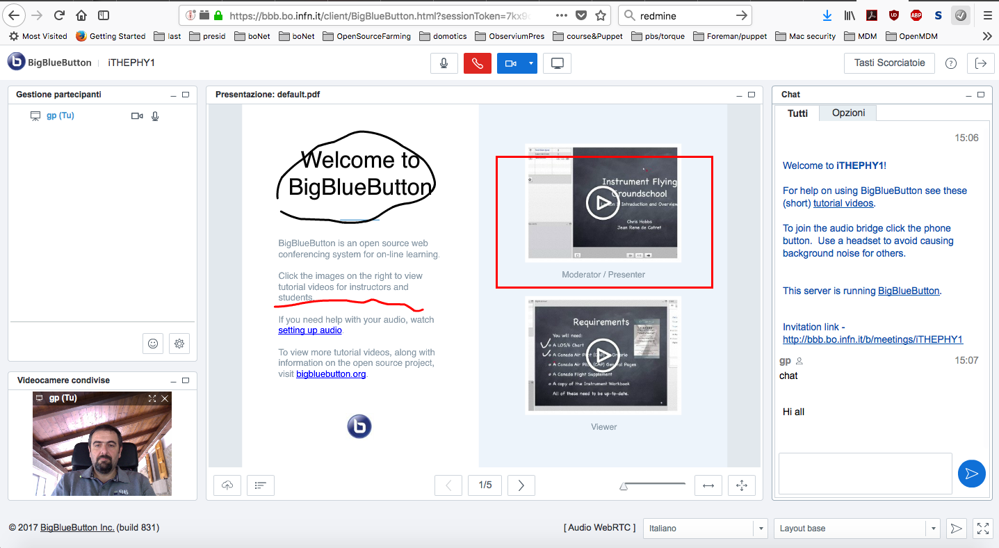 https://bbb.bo.infn.it/client/BigBlueButton.html?sessionToken=7kx9
redmine
Most Visited
Getting Started
last
presid
boNet
boNet
OpenSourceFarming
domotics
ObserviumPres
course&Puppet
pbs/torque
Foreman/puppet
Mac security
MDM
OpenMDM
BigBlueButton
iTHEPHY1
Tasti Scorciatoie
Gestione partecipanti
gp (Tu)
Videocamere condivise
gp (Tu)
96
Presentazione: default.pdf
Welcome to
BigBlueButton
BigBlueButton is an open source web
conferencing system for on-line learning.
Click the images on the right to view
tutorial videos for instructors and
students.
If you need help with your audio, watch
setting up audio.
To view more tutorial videos, along with
information on the open source project,
visit bigbluebutton.org.
Instrument Flying
Groundschool
Introduction and Overview
Chris Hobbs
Jean Rene de Cotret
Moderator / Presenter
Requirements
You will need:
A LO5/6 Chart
A Canada Air Pilot (CAP) Ontario
A Canada Air Pilot (CAP) General Pages
A Canada Flight Supplement
A copy of the Instrument Workbook
All of these need to be up-to-date.
Viewer
1/5
Chat
Tutti
Opzioni
15:06
Welcome to iTHEPHY1!
For help on using BigBlueButton see these
(short) tutorial videos.
To join the audio bridge click the phone
button. Use a headset to avoid causing
background noise for others.
This server is running BigBlueButton.
Invitation link -
http://bbb.bo.infn.it/b/meetings/iTHEPHY1
gp
15:07
chat
Hi all
© 2017 BigBlueButton Inc. (build 831)
[ Audio WebRTC ]
Italiano
Layout base